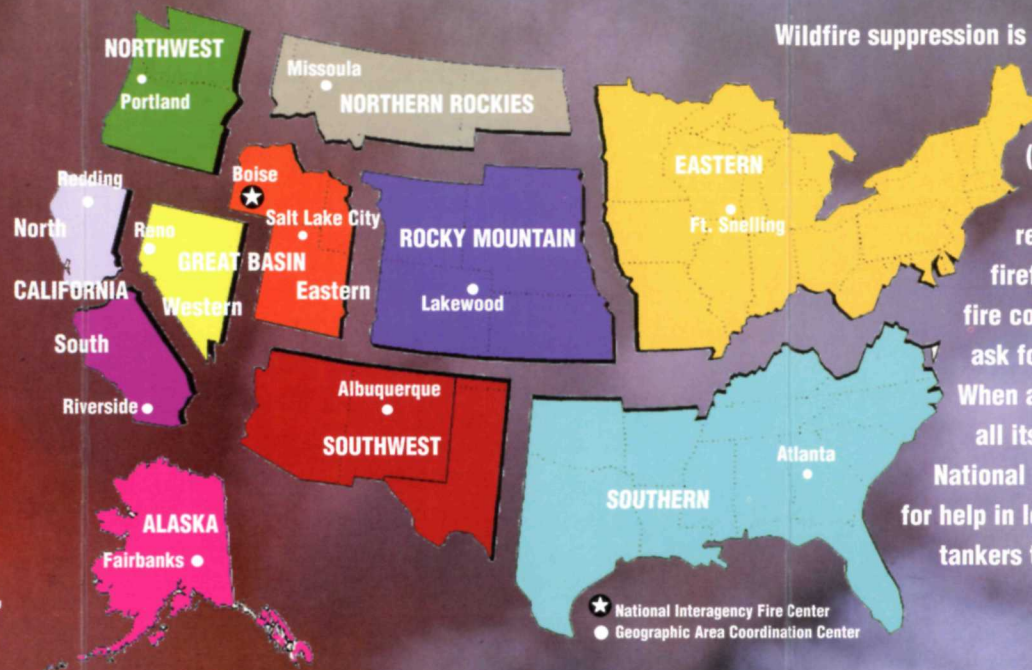 NORTHWEST
Portland
Missoula
NORTHERN ROCKIES
Wildfire suppression is
EASTERN
Ft. Snelling
Boise
Salt Lake City
Redding
North
CALIFORNIA
South
Riverside
Reno
GREAT BASIN
Western
Eastern
ROCKY MOUNTAIN
Lakewood
Albuquerque
SOUTHWEST
Atlanta
SOUTHERN
ALASKA
Fairbanks
National Interagency Fire Center
Geographic Area Coordination Center
(
re
fire
fire co
ask fo
When a
all its
National
for help in l
tankers